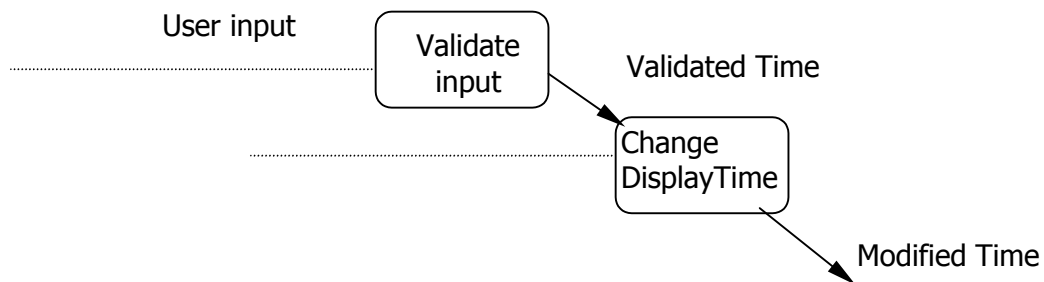 User input
Validate
input
Validated Time
Change
DisplayTime
Modified Time